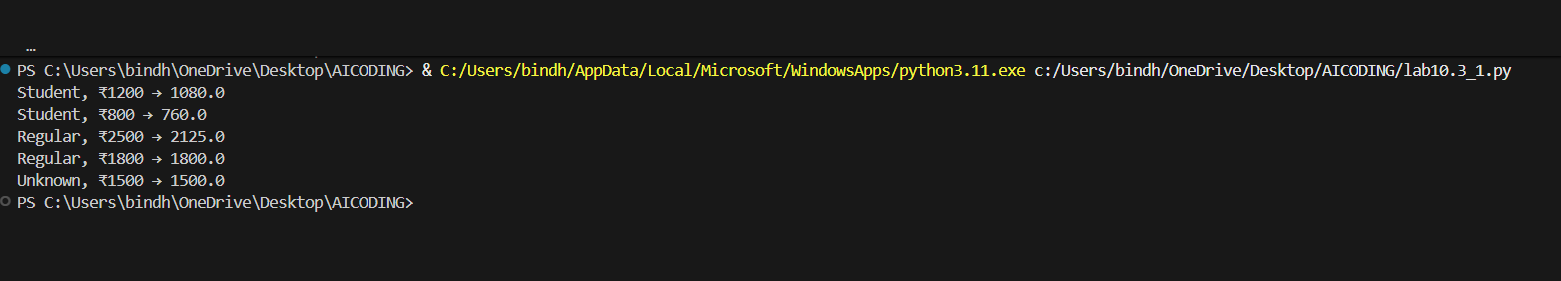 …
PS C:\Users\bindh\OneDrive\Desktop\AICODING> & C:/Users/bindh/AppData/Local/Microsoft/WindowsApps/python3.11.exe c:/Users/bindh/OneDrive/Desktop/AICODING/lab10.3_1.py
Student, ₹1200 → 1080.0
Student, ₹800 → 760.0
Regular, ₹2500 → 2125.0
Regular, ₹1800 → 1800.0
Unknown, ₹1500 → 1500.0
PS C:\Users\bindh\OneDrive\Desktop\AICODING>